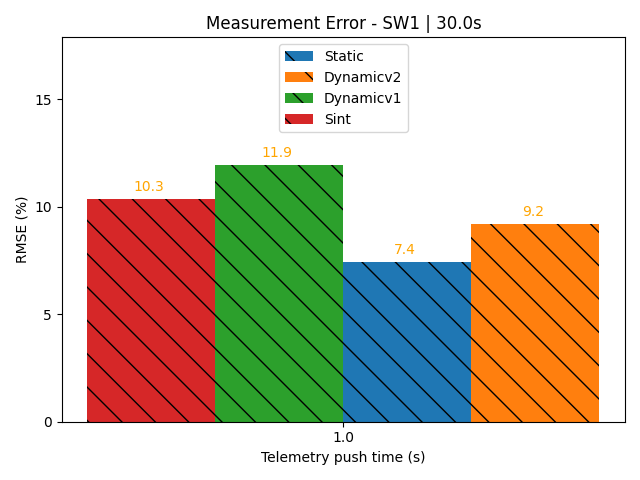 Measurement Error - SW1 | 30.0s
Static
Dynamicv2
Dynamicv1
Sint
15
10
5
0
RMSE (%)
10.3
11.9
7.4
9.2
1.0
Telemetry push time (s)